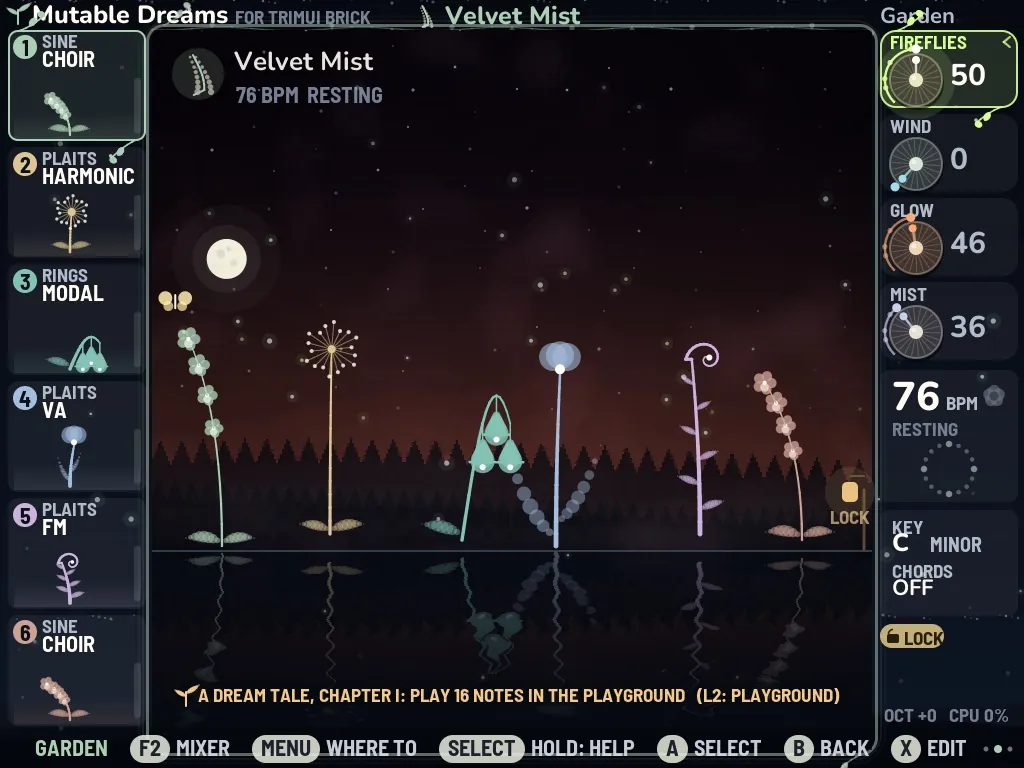 Mutable Dreams FOR TRIMUI BRICK
Velvet Mist
Garden
1 SINE
CHOIR
2 PLAITS
HARMONIC
3 RINGS
MODAL
4 PLAITS
VA
5 PLAITS
FM
6 SINE
CHOIR
Velvet Mist
76 BPM RESTING
LOCK
A DREAM TALE, CHAPTER I: PLAY 16 NOTES IN THE PLAYGROUND (L2: PLAYGROUND)
FIREFLIES <
50
WIND
0
GLOW
46
MIST
36
76 BPM
RESTING
KEY
C MINOR
CHORDS
OFF
LOCK
OCT +0 CPU 0%
GARDEN F2 MIXER MENU WHERE TO SELECT HOLD: HELP A SELECT B BACK X EDIT